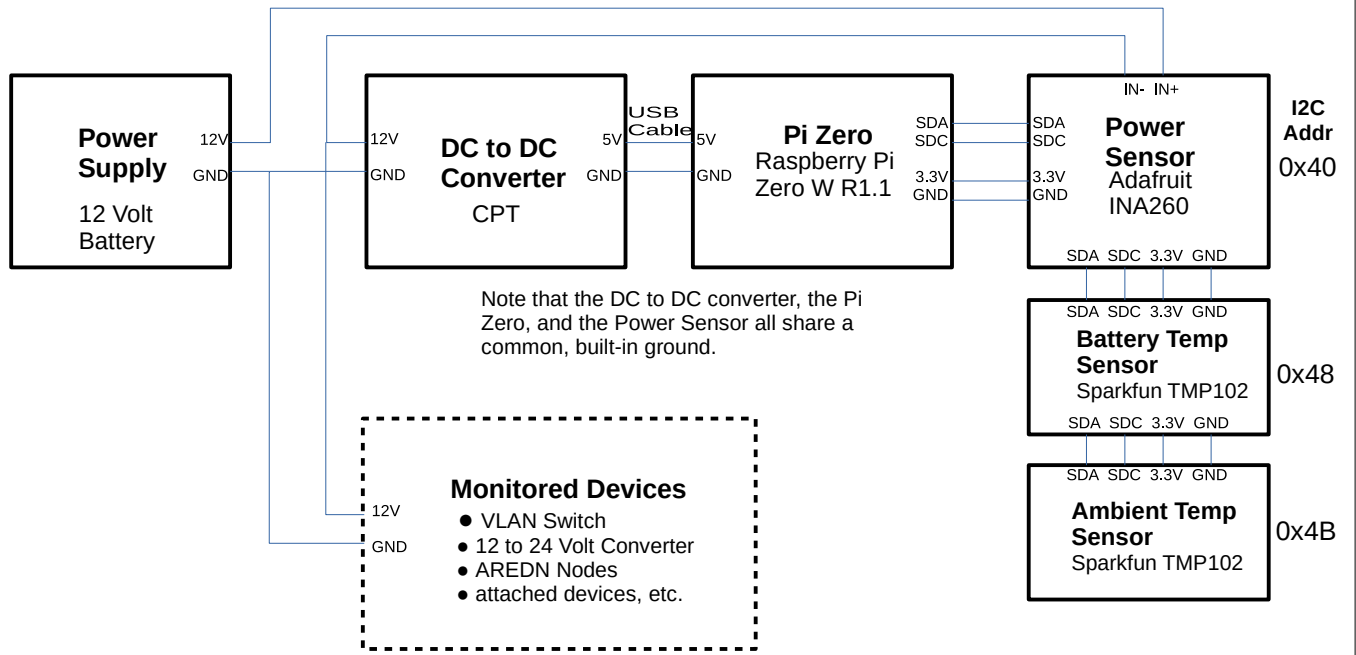 Power
Supply
12 Volt
Battery
12V
GND
12V
GND
DC to DC
Converter
CPT
5V
GND
USB
Cable
5V
GND
Pi Zero
Raspberry Pi
Zero W R1.1
SDA
SDC
3.3V
GND
IN- IN+
SDA
SDC
3.3V
GND
Power
Sensor
Adafruit
INA260
SDA SDC 3.3V GND
I2C
Addr
0x40
SDA SDC 3.3V GND
Battery Temp
Sensor
Sparkfun TMP102
SDA SDC 3.3V GND
0x48
SDA SDC 3.3V GND
Ambient Temp
Sensor
Sparkfun TMP102
0x4B
Note that the DC to DC converter, the Pi
Zero, and the Power Sensor all share a
common, built-in ground.
12V
GND
Monitored Devices
● VLAN Switch
● 12 to 24 Volt Converter
● AREDN Nodes
● attached devices, etc.